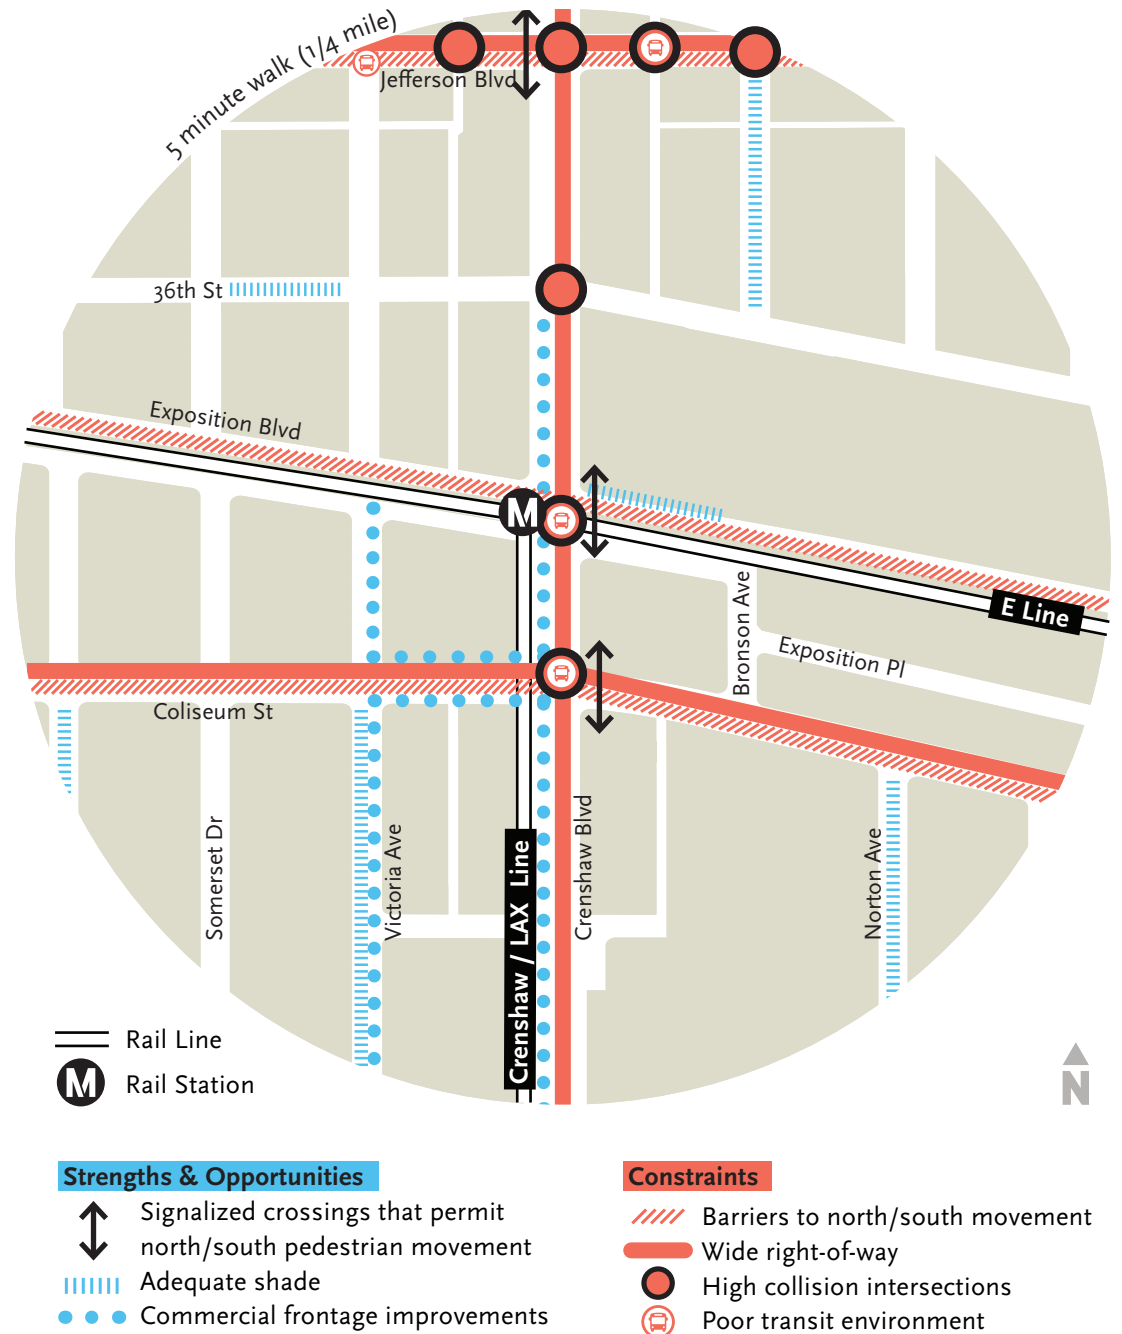 5 minute walk (1/4 mile)
Jefferson Blvd
36th St
Exposition Blvd
M
E Line
Bronson Ave
Exposition Pl
Coliseum St
Somerset Dr
Victoria Ave
Crenshaw / LAX Line
Crenshaw Blvd
Norton Ave
Rail Line
M
Rail Station
N
Strengths & Opportunities
Signalized crossings that permit
north/south pedestrian movement
Adequate shade
Commercial frontage improvements
Constraints
Barriers to north/south movement
Wide right-of-way
High collision intersections
Poor transit environment